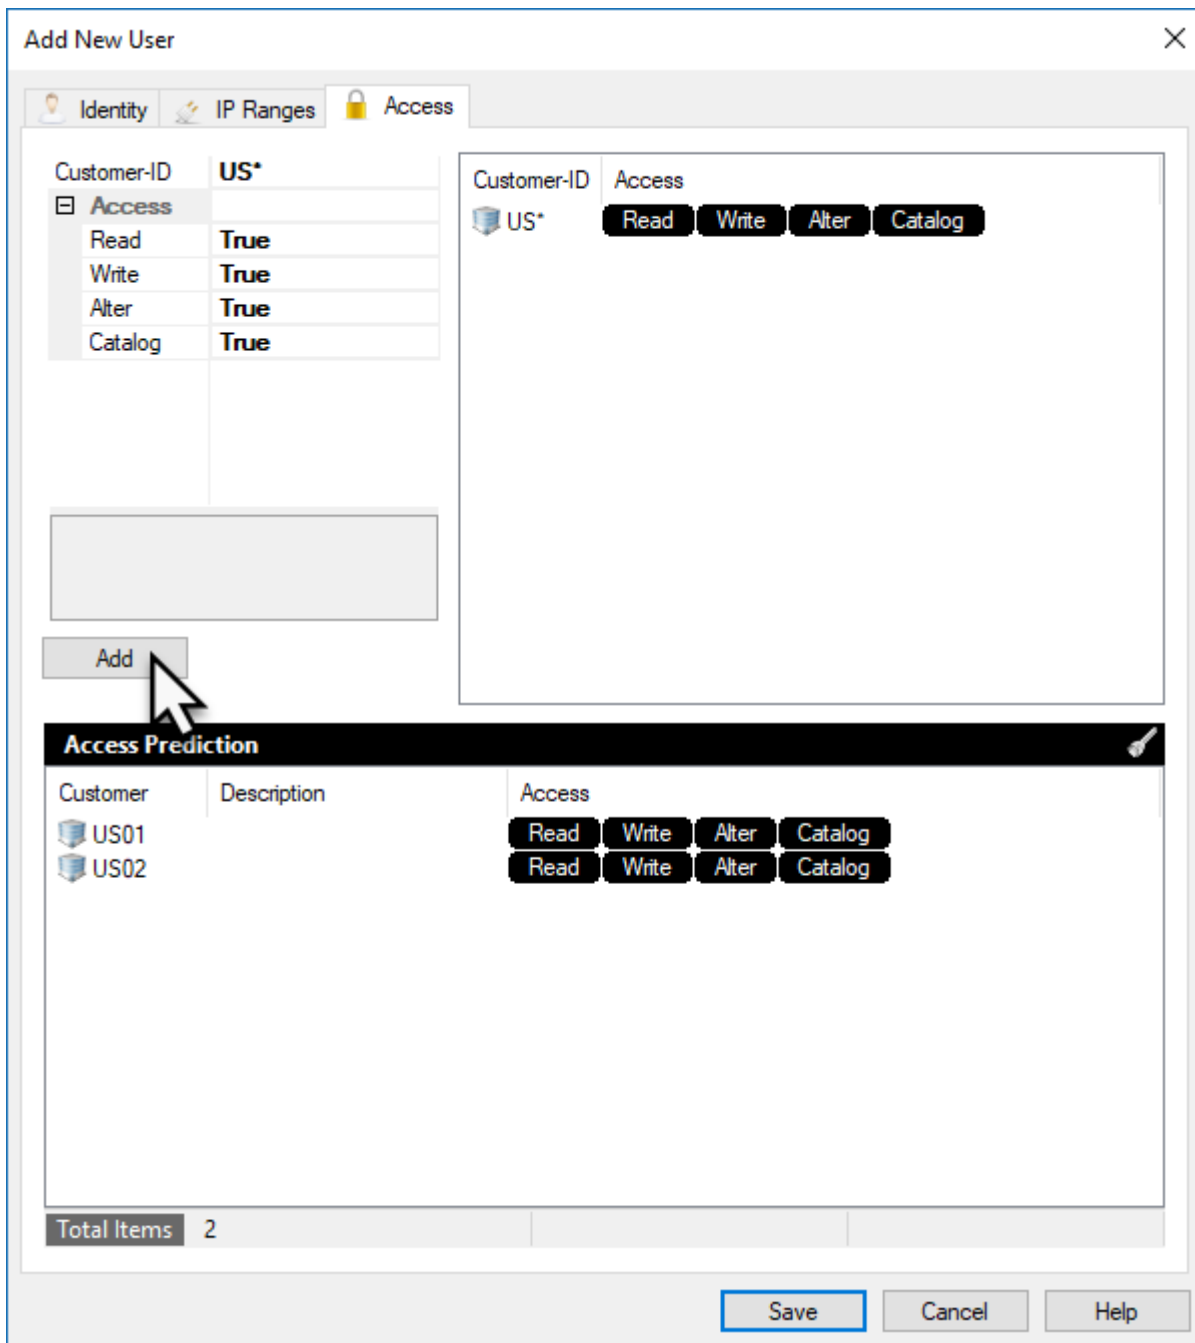 Add New User
Identity IP Ranges Access
Customer-ID US*
Access
Read True
Write True
Alter True
Catalog True
Customer-ID Access
US* Read Write Alter Catalog
Add
Access Prediction
Customer Description Access
US01 Read Write Alter Catalog
US02 Read Write Alter Catalog
Total Items 2
Save Cancel Help